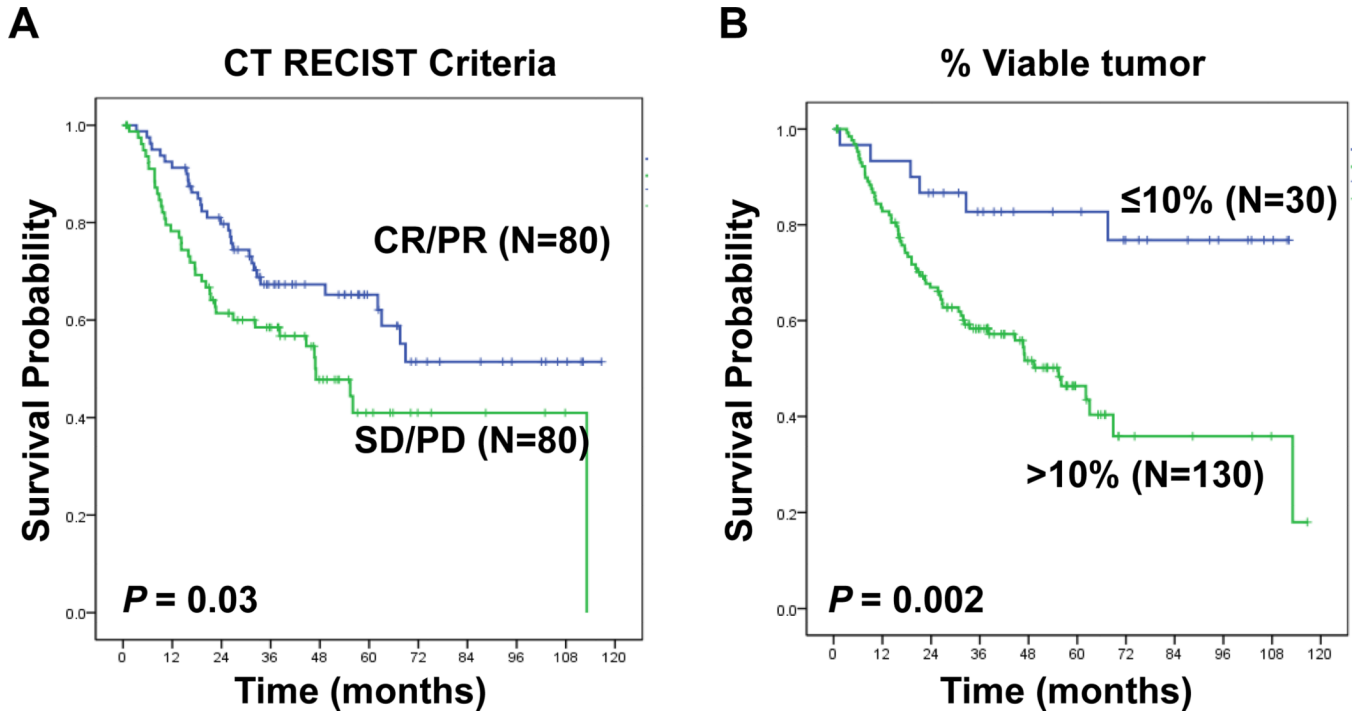 A
CT RECIST Criteria
Survival Probability
1.0
0.8
0.6
0.4
0.2
0.0
CR/PR (N=80)
SD/PD (N=80)
P = 0.03
0 12 24 36 48 60 72 84 96 108 120
Time (months)
B
% Viable tumor
Survival Probability
1.0
0.8
0.6
0.4
0.2
0.0
≤10% (N=30)
>10% (N=130)
P = 0.002
0 12 24 36 48 60 72 84 96 108 120
Time (months)